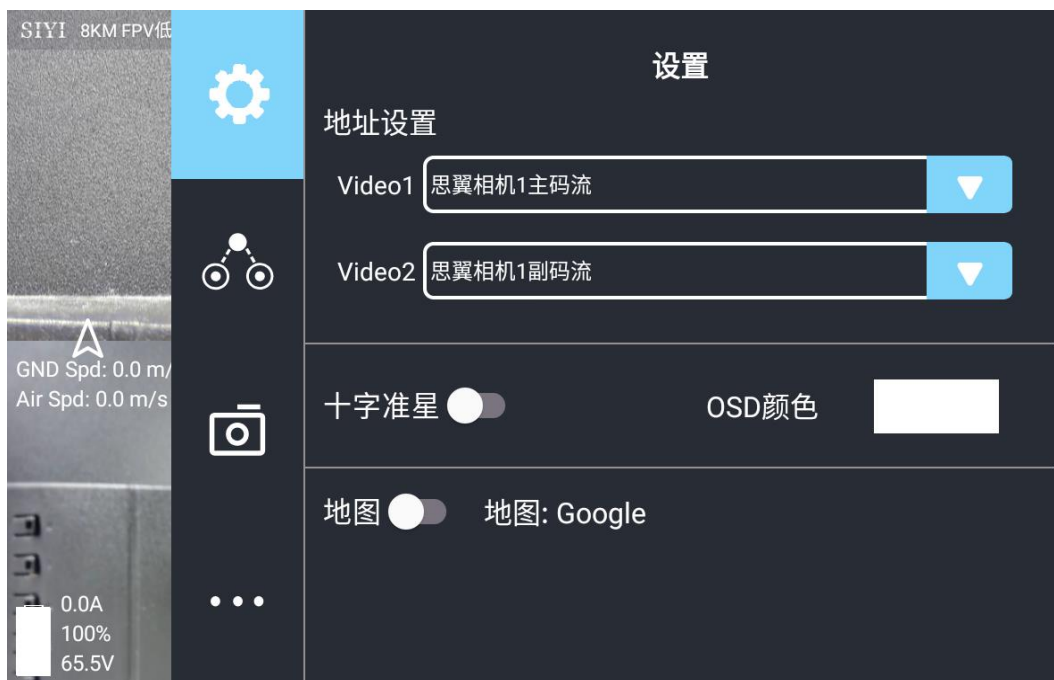 SIYI 8KM FPV低
设置
地址设置
Video1 思翼相机1主码流
Video2 思翼相机1副码流
GND Spd: 0.0 m/
Air Spd: 0.0 m/s
十字准星 OSD颜色
地图 地图: Google
0.0A
100%
65.5V